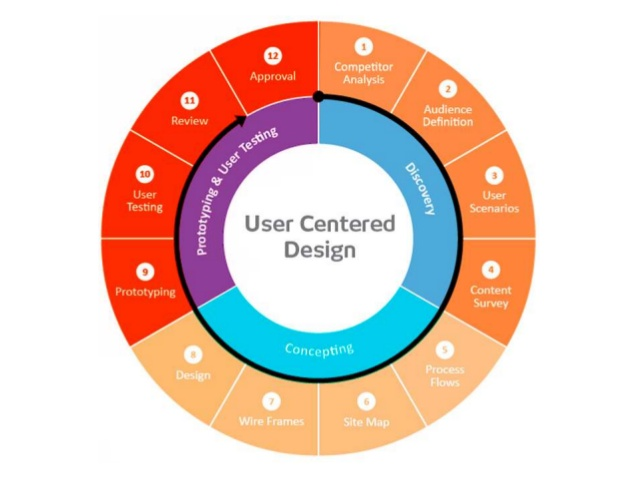 User Centered
Design
Discovery
Concepting
Prototyping & User Testing
1
Competitor
Analysis
2
Audience
Definition
3
User
Scenarios
4
Content
Survey
5
Process
Flows
6
Site Map
7
Wire Frames
8
Design
9
Prototyping
10
User
Testing
11
Review
12
Approval